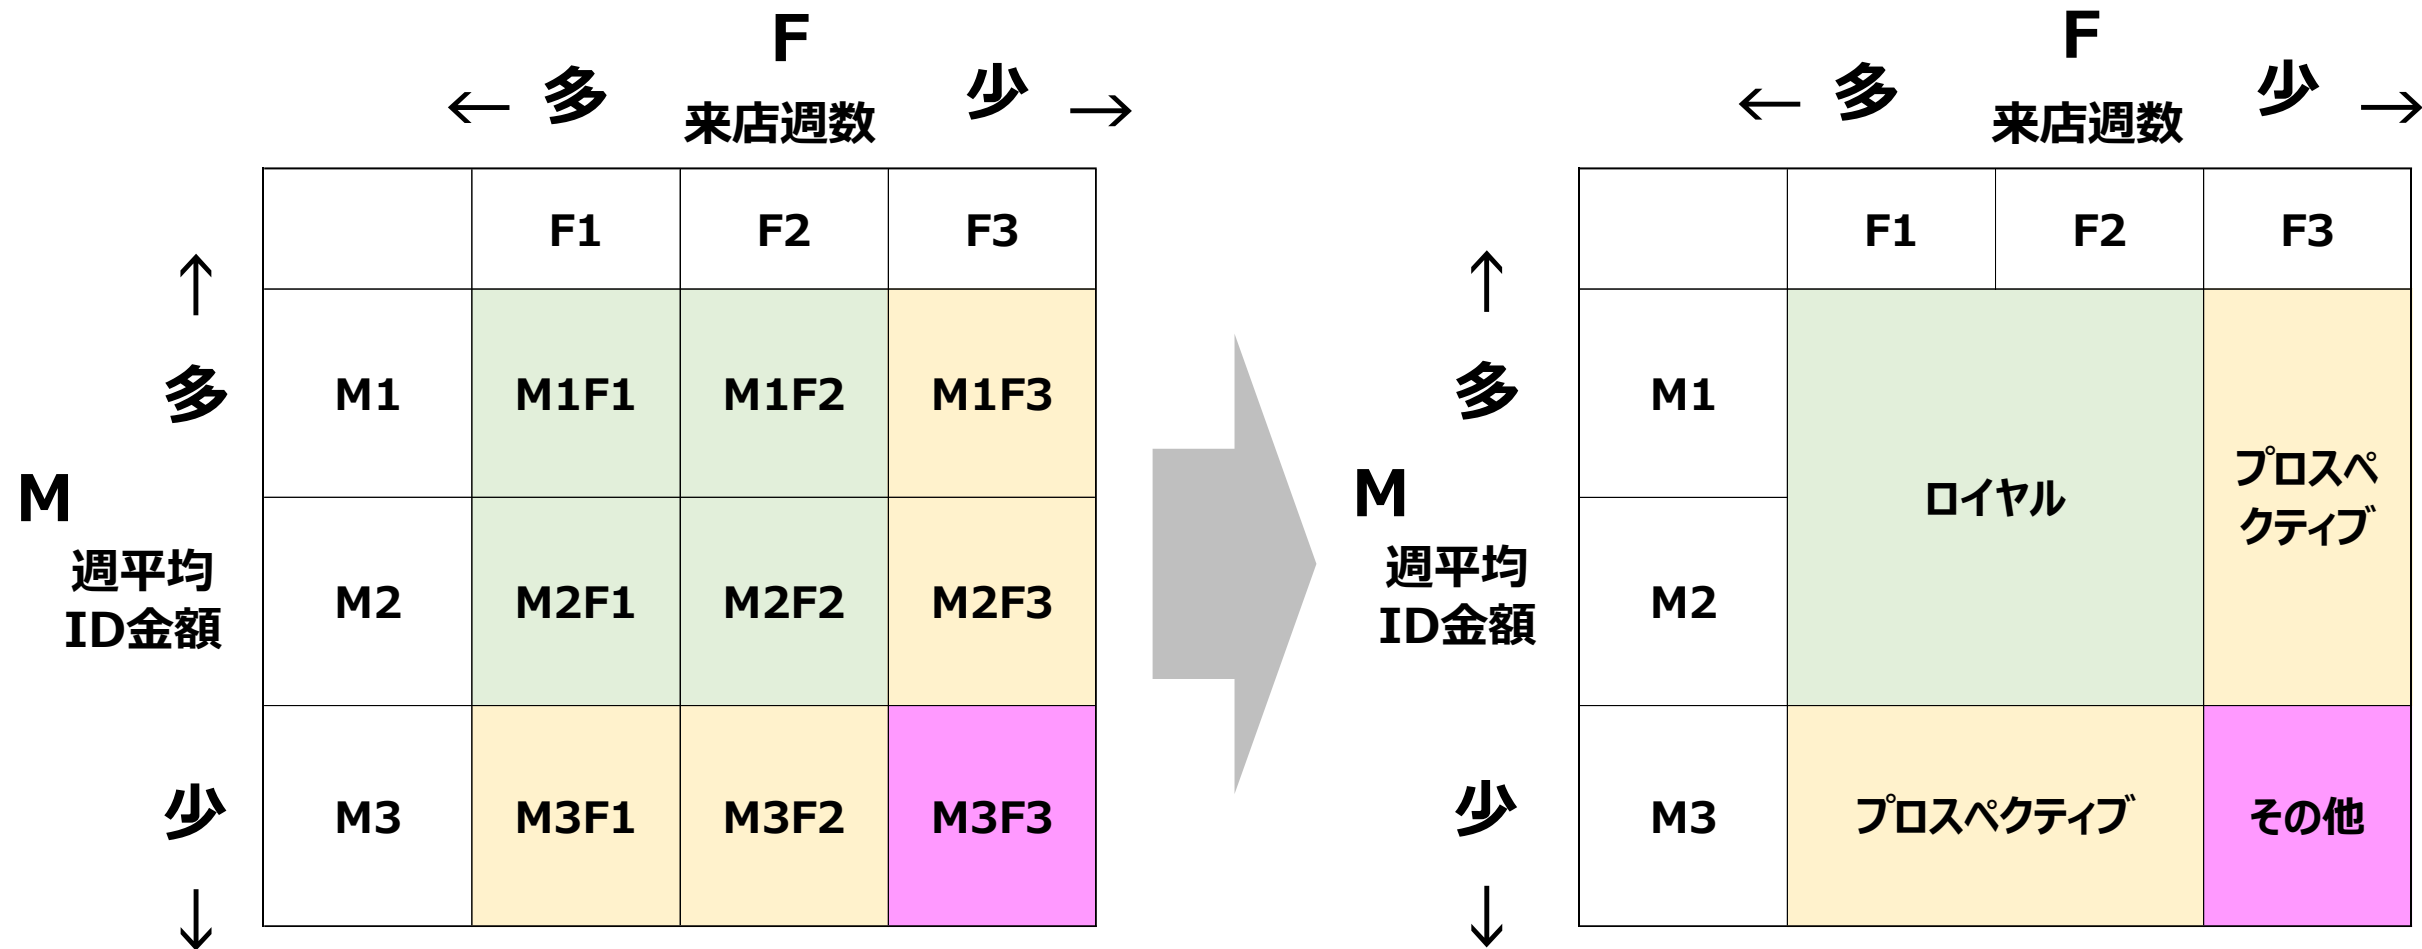 F
← 多 来店週数 少 →
F1 F2 F3
↑
多
M
週平均
ID金額
少
↓
M1 M1F1 M1F2 M1F3
M2 M2F1 M2F2 M2F3
M3 M3F1 M3F2 M3F3
F
← 多 来店週数 少 →
F1 F2 F3
↑
多
M
週平均
ID金額
少
↓
M1
M2
M3
ロイヤル
プロスペ
クティブ
プロスペクティブ
その他